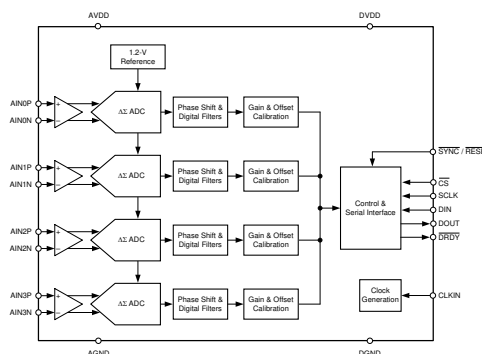 AVDD
DVDD
1.2-V
Reference
AIN0P
+
AIN0N
−
ΔΣ ADC
Phase Shift &
Digital Filters
Gain & Offset
Calibration
SYNC / RESE
AIN1P
+
AIN1N
−
ΔΣ ADC
Phase Shift &
Digital Filters
Gain & Offset
Calibration
Control &
Serial Interface
CS
SCLK
DIN
DOUT
DRDY
AIN2P
+
AIN2N
−
ΔΣ ADC
Phase Shift &
Digital Filters
Gain & Offset
Calibration
AIN3P
+
AIN3N
−
ΔΣ ADC
Phase Shift &
Digital Filters
Gain & Offset
Calibration
Clock
Generation
CLKIN
AGND
DGND